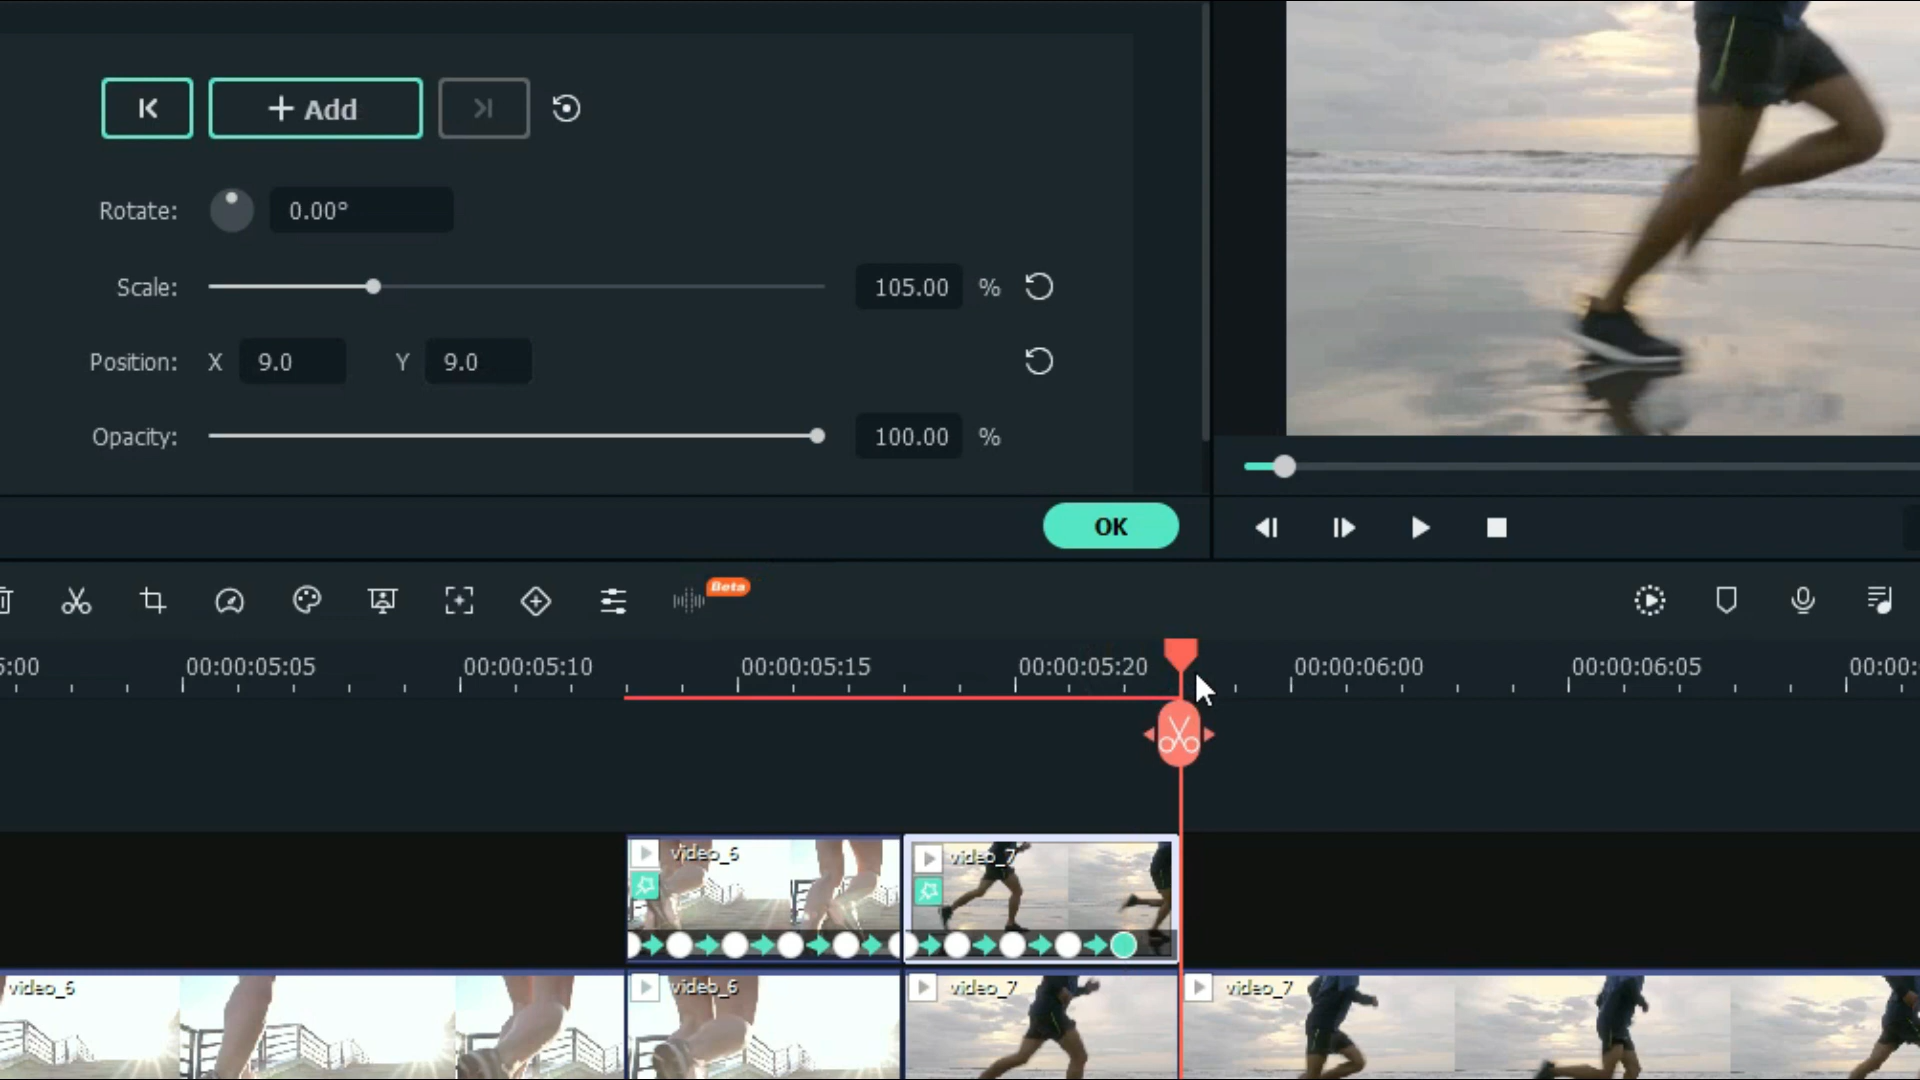 + Add
Rotate: 0.00°
Scale: 105.00 %
Position: X 9.0 Y 9.0
Opacity: 100.00 %
OK
Beta
5:00 00:00:05:05 00:00:05:10 00:00:05:15 00:00:05:20 00:00:06:00 00:00:06:05 00:00:
video_6 video_7
video_6 video_6 video_7 video_7